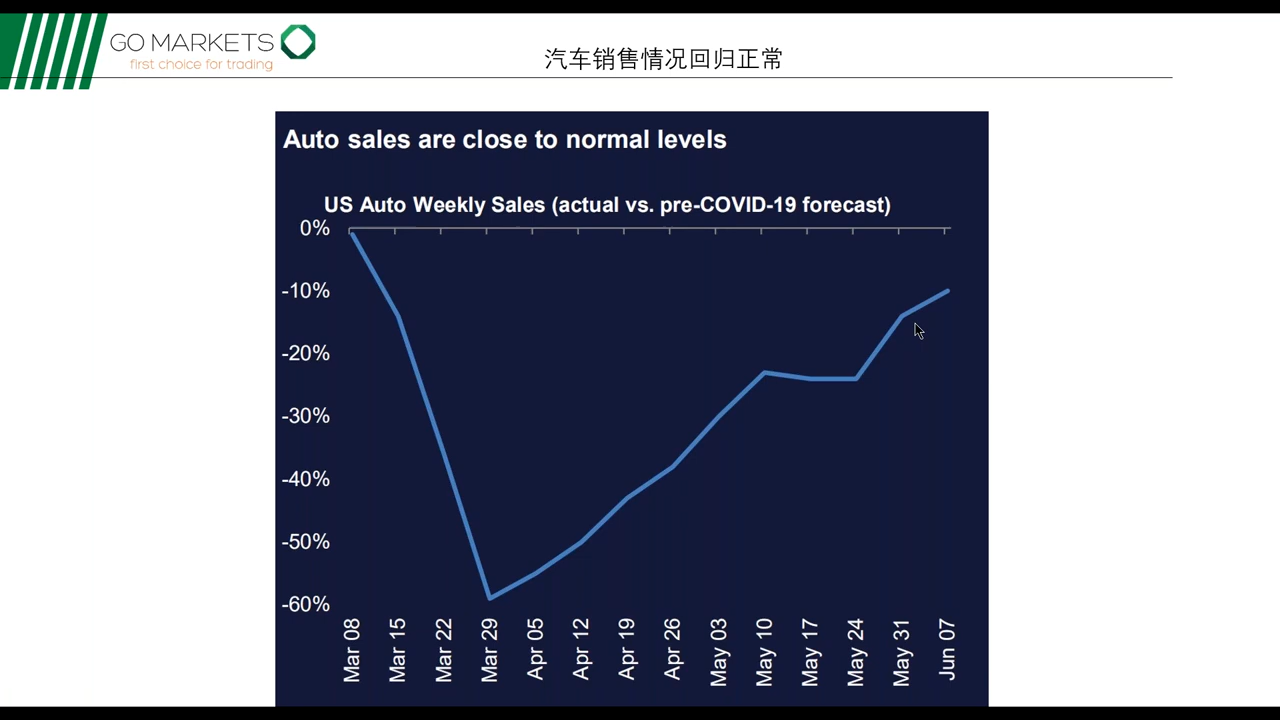 GO MARKETS
first choice for trading
汽车销售情况回归正常
Auto sales are close to normal levels
US Auto Weekly Sales (actual vs. pre-COVID-19 forecast)
0%
-10%
-20%
-30%
-40%
-50%
-60%
Mar 08
Mar 15
Mar 22
Mar 29
Apr 05
Apr 12
Apr 19
Apr 26
May 03
May 10
May 17
May 24
May 31
Jun 07